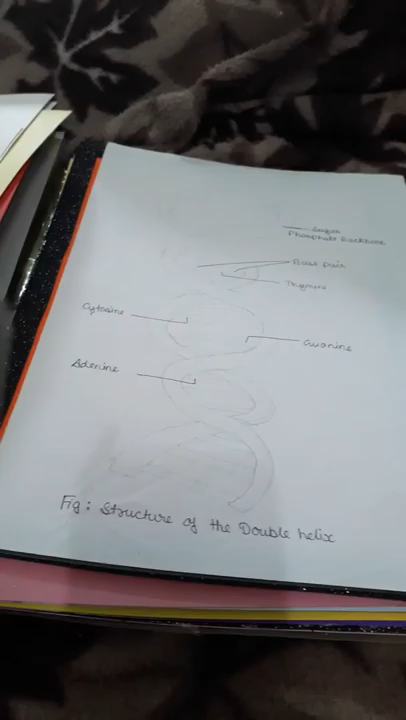 Sugar
Phosphate Backbone
Base pair
Thymine
Cytosine
Guanine
Adenine
Fig: Structure of the Double helix